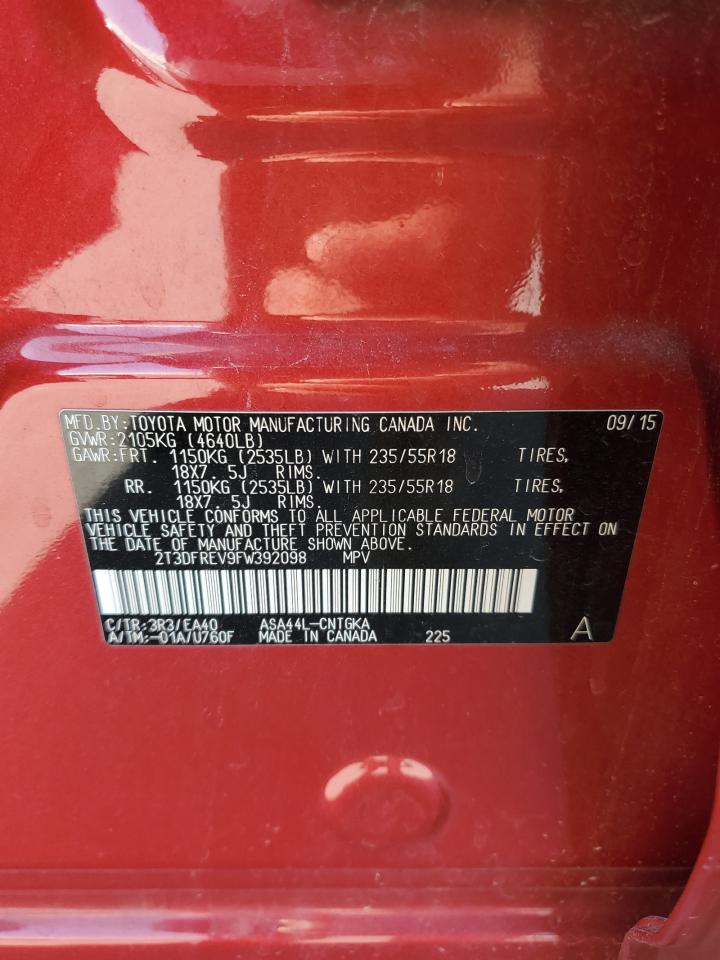 MFD.BY:TOYOTA MOTOR MANUFACTURING CANADA INC. 09/15
GVWR:2105KG (4640LB)
GAWR:FRT. 1150KG (2535LB) WITH 235/55R18 TIRES,
18X7. 5J RIMS.
RR. 1150KG (2535LB) WITH 235/55R18 TIRES,
18X7. 5J RIMS.
THIS VEHICLE CONFORMS TO ALL APPLICABLE FEDERAL MOTOR
VEHICLE SAFETY AND THEFT PREVENTION STANDARDS IN EFFECT ON
THE DATE OF MANUFACTURE SHOWN ABOVE.
2T3DFREV9FW392098 MPV
C/TR:3R3/EA40 ASA44L-CNTGKA
A/TM:-01A/U760F MADE IN CANADA 225 A